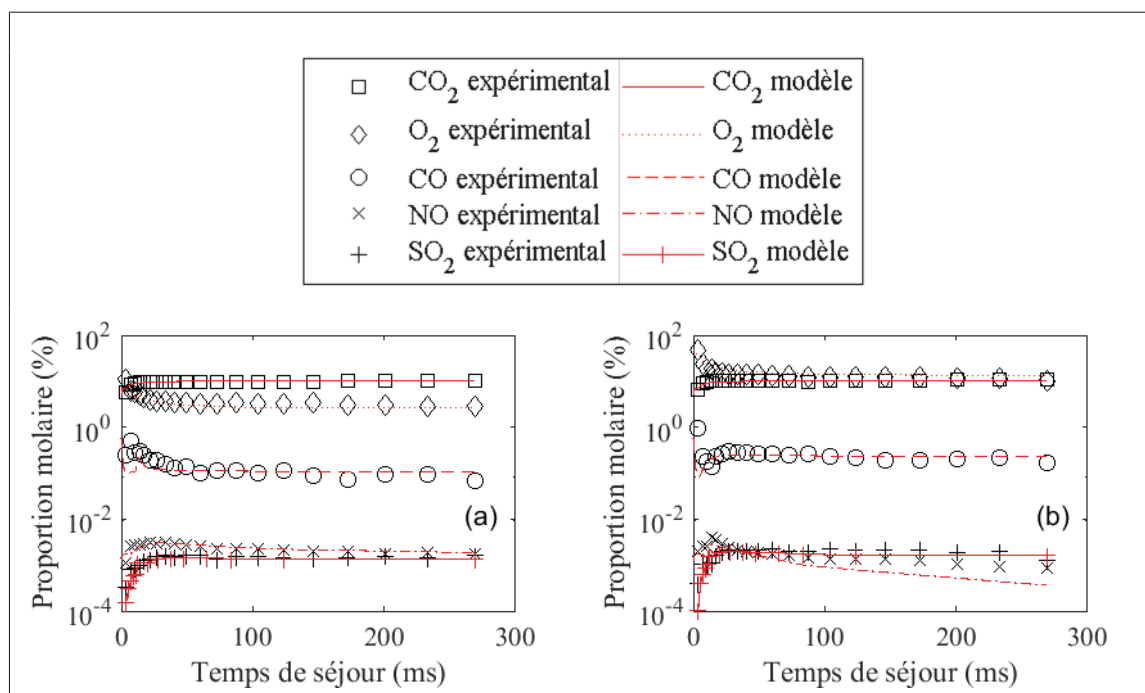 CO2 expérimental CO2 modèle
O2 expérimental O2 modèle
CO expérimental CO modèle
NO expérimental NO modèle
SO2 expérimental SO2 modèle
Proportion molaire (%)
10^2
10^0
10^-2
10^-4
(a)
0 100 200 300
Temps de séjour (ms)
Proportion molaire (%)
10^2
10^0
10^-2
10^-4
(b)
0 100 200 300
Temps de séjour (ms)